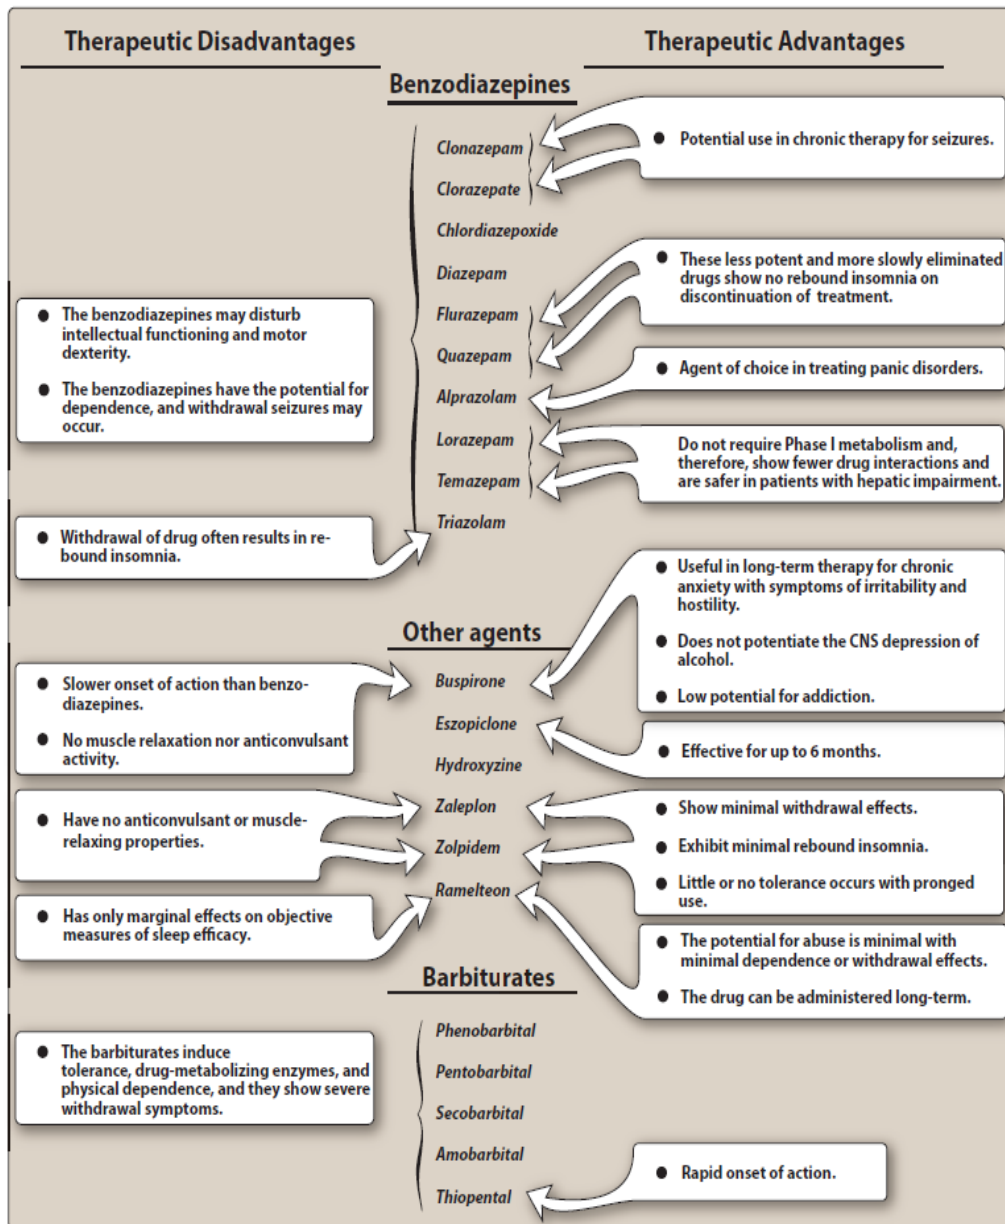 Therapeutic Disadvantages
Therapeutic Advantages
Benzodiazepines
Clonazepam
Clorazepate
Chlordiazepoxide
Diazepam
Flurazepam
Quazepam
Alprazolam
Lorazepam
Temazepam
Triazolam
● Potential use in chronic therapy for seizures.
● These less potent and more slowly eliminated
drugs show no rebound insomnia on
discontinuation of treatment.
● Agent of choice in treating panic disorders.
Do not require Phase I metabolism and,
therefore, show fewer drug interactions and
are safer in patients with hepatic impairment.
● The benzodiazepines may disturb
intellectual functioning and motor
dexterity.
● The benzodiazepines have the potential for
dependence, and withdrawal seizures may
occur.
● Withdrawal of drug often results in re-
bound insomnia.
Other agents
Buspirone
Eszopiclone
Hydroxyzine
Zaleplon
Zolpidem
Ramelteon
● Useful in long-term therapy for chronic
anxiety with symptoms of irritability and
hostility.
● Does not potentiate the CNS depression of
alcohol.
● Low potential for addiction.
● Effective for up to 6 months.
● Show minimal withdrawal effects.
● Exhibit minimal rebound insomnia.
● Little or no tolerance occurs with pronged
use.
● The potential for abuse is minimal with
minimal dependence or withdrawal effects.
● The drug can be administered long-term.
● Slower onset of action than benzo-
diazepines.
● No muscle relaxation nor anticonvulsant
activity.
● Have no anticonvulsant or muscle-
relaxing properties.
● Has only marginal effects on objective
measures of sleep efficacy.
Barbiturates
Phenobarbital
Pentobarbital
Secobarbital
Amobarbital
Thiopental
● The barbiturates induce
tolerance, drug-metabolizing enzymes, and
physical dependence, and they show severe
withdrawal symptoms.
● Rapid onset of action.